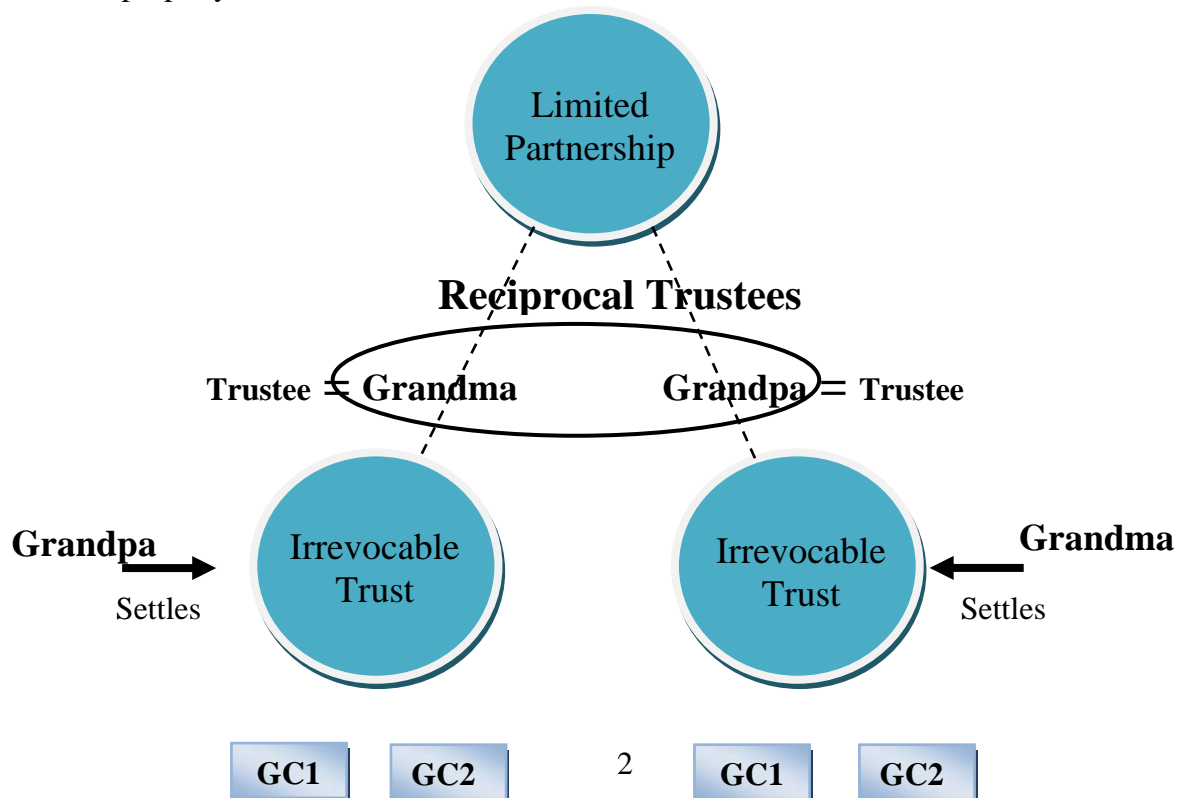 Limited
Partnership
Reciprocal Trustees
Trustee = Grandma
Grandpa = Trustee
Grandpa
Settles
Irrevocable
Trust
Irrevocable
Trust
Grandma
Settles
GC1 GC2 2 GC1 GC2